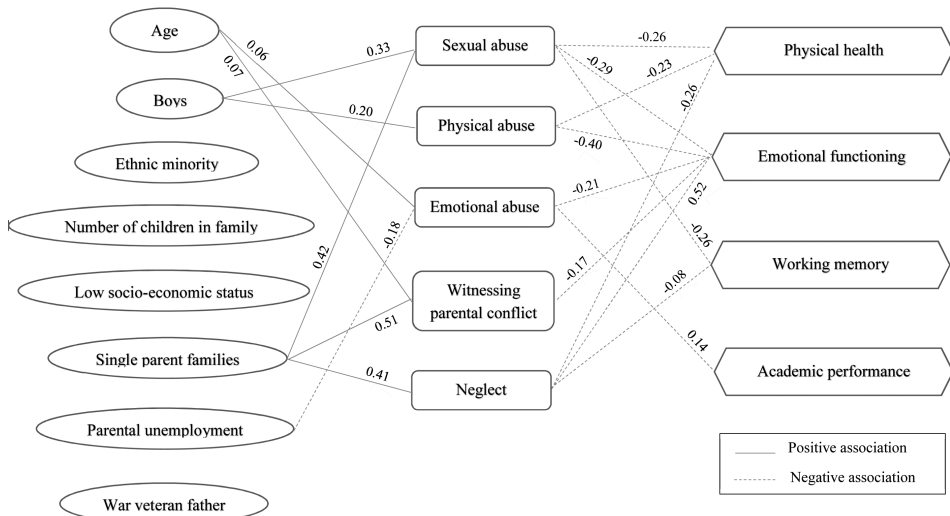 Age
Boys
Ethnic minority
Number of children in family
Low socio-economic status
Single parent families
Parental unemployment
War veteran father
0.06
0.07
0.33
0.20
0.42
-0.18
0.51
0.41
Sexual abuse
Physical abuse
Emotional abuse
Witnessing
parental conflict
Neglect
-0.26
-0.29
-0.23
-0.26
-0.40
-0.21
0.52
-0.26
-0.17
-0.08
0.14
Physical health
Emotional functioning
Working memory
Academic performance
Positive association
Negative association